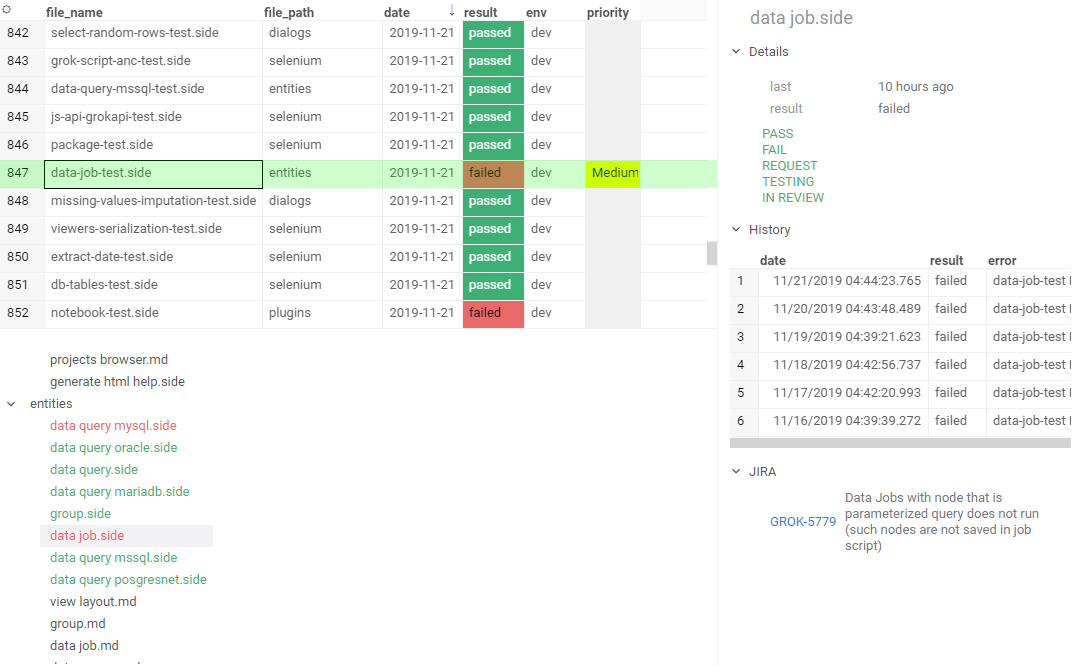 file_name file_path date ↓ result env priority
842 select-random-rows-test.side dialogs 2019-11-21 passed dev
843 grok-script-anc-test.side selenium 2019-11-21 passed dev
844 data-query-mssql-test.side entities 2019-11-21 passed dev
845 js-api-grokapi-test.side selenium 2019-11-21 passed dev
846 package-test.side selenium 2019-11-21 passed dev
847 data-job-test.side entities 2019-11-21 failed dev Medium
848 missing-values-imputation-test.side dialogs 2019-11-21 passed dev
849 viewers-serialization-test.side selenium 2019-11-21 passed dev
850 extract-date-test.side selenium 2019-11-21 passed dev
851 db-tables-test.side selenium 2019-11-21 passed dev
852 notebook-test.side plugins 2019-11-21 failed dev
projects browser.md
generate html help.side
entities
data query mysql.side
data query oracle.side
data query.side
data query mariadb.side
group.side
data job.side
data query mssql.side
data query posgresnet.side
view layout.md
group.md
data job.md
data job.side
Details
last 10 hours ago
result failed
PASS
FAIL
REQUEST
TESTING
IN REVIEW
History
date result error
1 11/21/2019 04:44:23.765 failed data-job-test
2 11/20/2019 04:43:48.489 failed data-job-test
3 11/19/2019 04:39:21.623 failed data-job-test
4 11/18/2019 04:42:56.737 failed data-job-test
5 11/17/2019 04:42:20.993 failed data-job-test
6 11/16/2019 04:39:39.272 failed data-job-test
JIRA
Data Jobs with node that is
GROK-5779 parameterized query does not run
(such nodes are not saved in job
script)